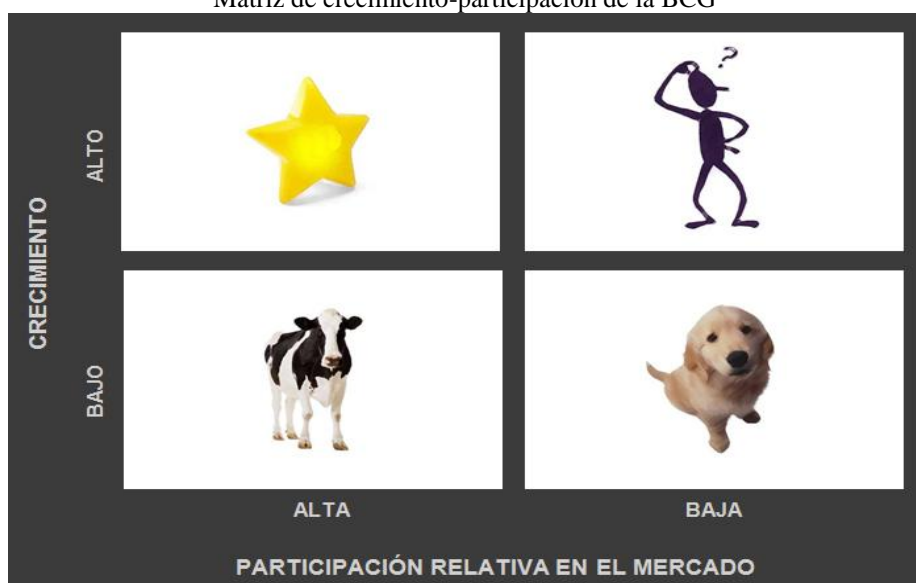 Matriz de crecimiento-participación de la BCG
?
ALTO
CRECIMIENTO
BAJO
ALTA
BAJA
PARTICIPACIÓN RELATIVA EN EL MERCADO